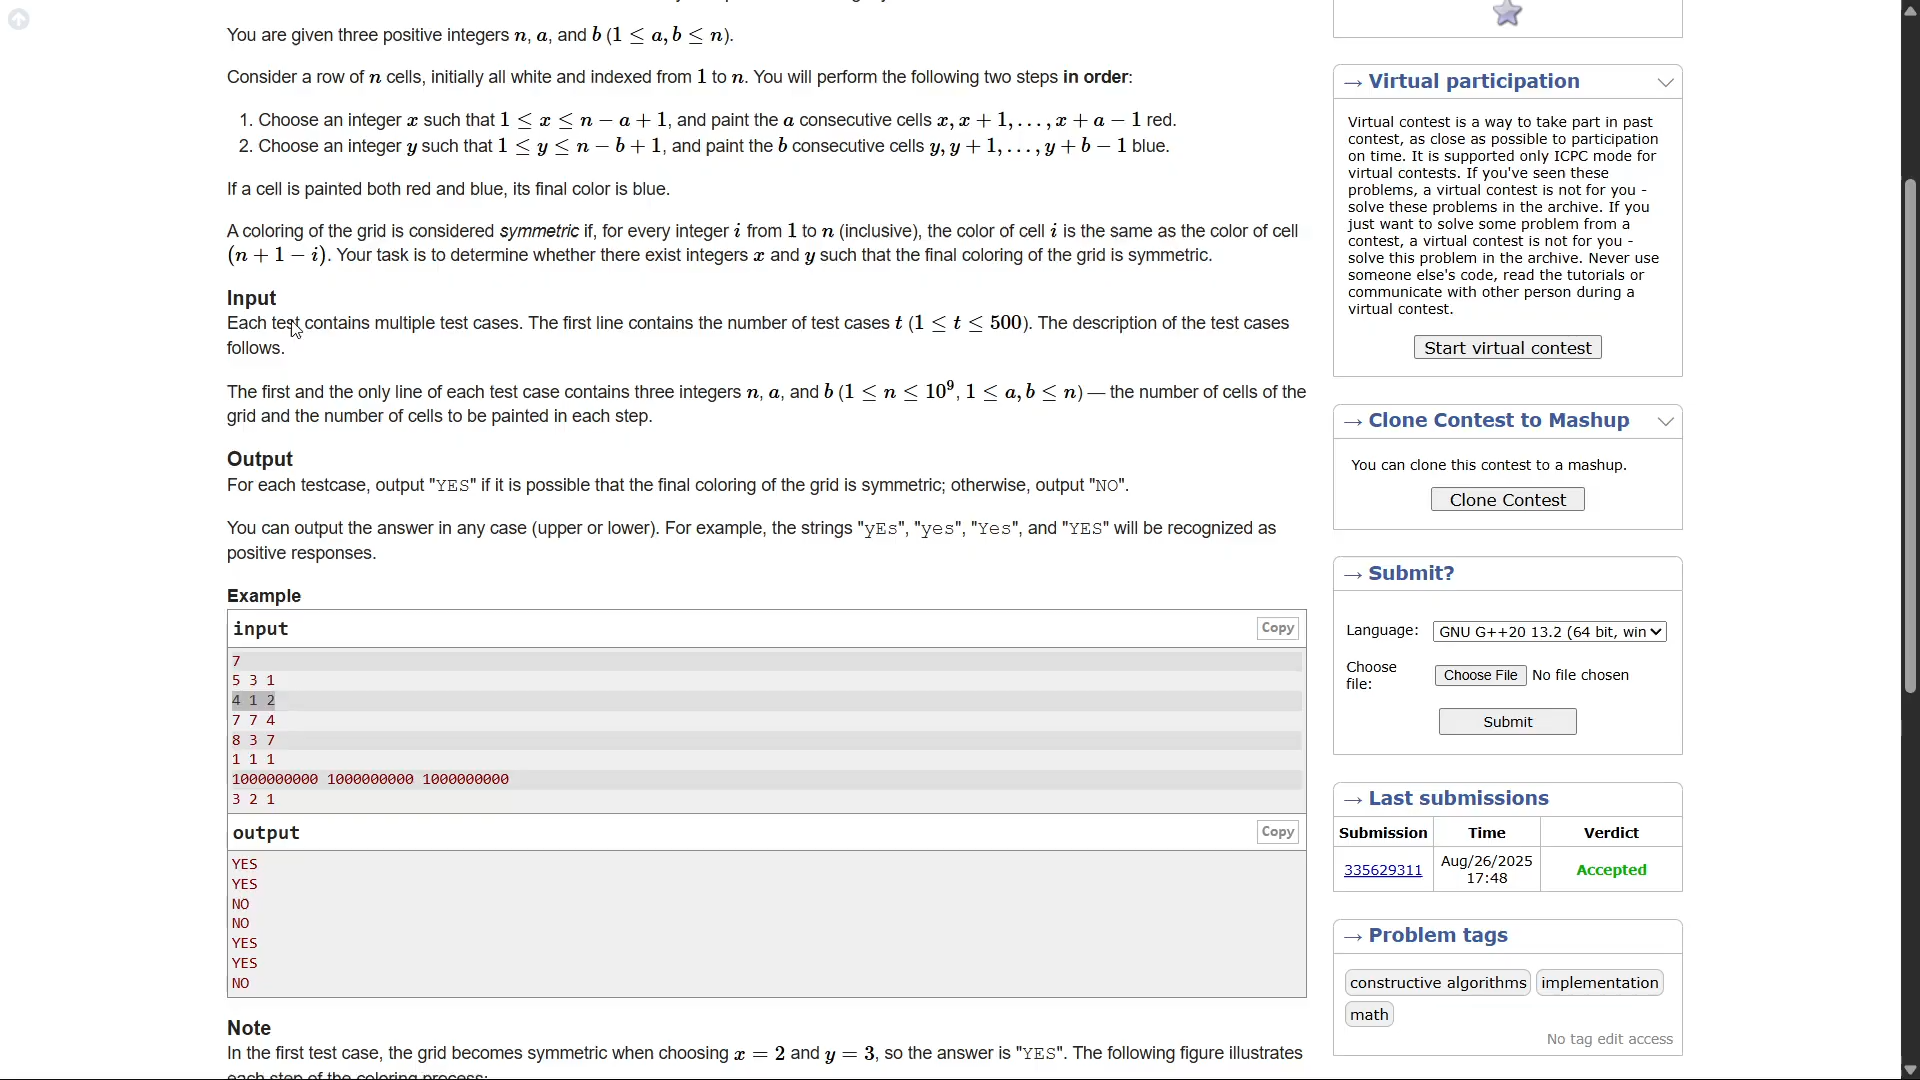 You are given three positive integers n, a, and b (1 ≤ a, b ≤ n).
Consider a row of n cells, initially all white and indexed from 1 to n. You will perform the following two steps in order:
1. Choose an integer x such that 1 ≤ x ≤ n − a + 1, and paint the a consecutive cells x, x + 1, . . . , x + a − 1 red.
2. Choose an integer y such that 1 ≤ y ≤ n − b + 1, and paint the b consecutive cells y, y + 1, . . . , y + b − 1 blue.
If a cell is painted both red and blue, its final color is blue.
A coloring of the grid is considered symmetric if, for every integer i from 1 to n (inclusive), the color of cell i is the same as the color of cell
(n + 1 − i). Your task is to determine whether there exist integers x and y such that the final coloring of the grid is symmetric.
Input
Each test contains multiple test cases. The first line contains the number of test cases t (1 ≤ t ≤ 500). The description of the test cases
follows.
The first and the only line of each test case contains three integers n, a, and b (1 ≤ n ≤ 10⁹, 1 ≤ a, b ≤ n) — the number of cells of the
grid and the number of cells to be painted in each step.
Output
For each testcase, output "YES" if it is possible that the final coloring of the grid is symmetric; otherwise, output "NO".
You can output the answer in any case (upper or lower). For example, the strings "yEs", "yes", "Yes", and "YES" will be recognized as
positive responses.
Example
input
Copy
7
5 3 1
4 1 2
7 7 4
8 3 7
1 1 1
1000000000 1000000000 1000000000
3 2 1
output
Copy
YES
YES
NO
NO
YES
YES
NO
Note
In the first test case, the grid becomes symmetric when choosing x = 2 and y = 3, so the answer is "YES". The following figure illustrates
each step of the coloring process:
→ Virtual participation
Virtual contest is a way to take part in past
contest, as close as possible to participation
on time. It is supported only ICPC mode for
virtual contests. If you've seen these
problems, a virtual contest is not for you -
solve these problems in the archive. If you
just want to solve some problem from a
contest, a virtual contest is not for you -
solve this problem in the archive. Never use
someone else's code, read the tutorials or
communicate with other person during a
virtual contest.
Start virtual contest
→ Clone Contest to Mashup
You can clone this contest to a mashup.
Clone Contest
→ Submit?
Language: GNU G++20 13.2 (64 bit, win
Choose
file:
Choose File No file chosen
Submit
→ Last submissions
Submission Time Verdict
335629311 Aug/26/2025
17:48 Accepted
→ Problem tags
constructive algorithms implementation
math
No tag edit access